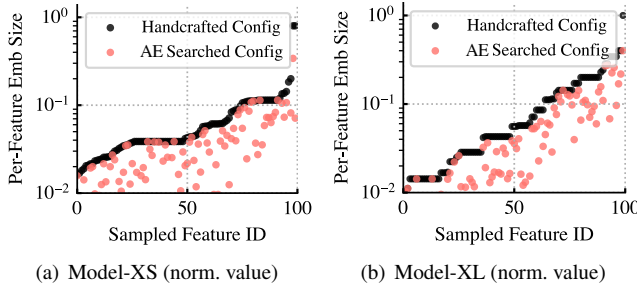 Per-Feature Emb Size
10⁰
10⁻¹
10⁻²
Handcrafted Config
AE Searched Config
0
50
100
Sampled Feature ID
(a) Model-XS (norm. value)
Per-Feature Emb Size
10⁰
10⁻¹
10⁻²
Handcrafted Config
AE Searched Config
0
50
100
Sampled Feature ID
(b) Model-XL (norm. value)